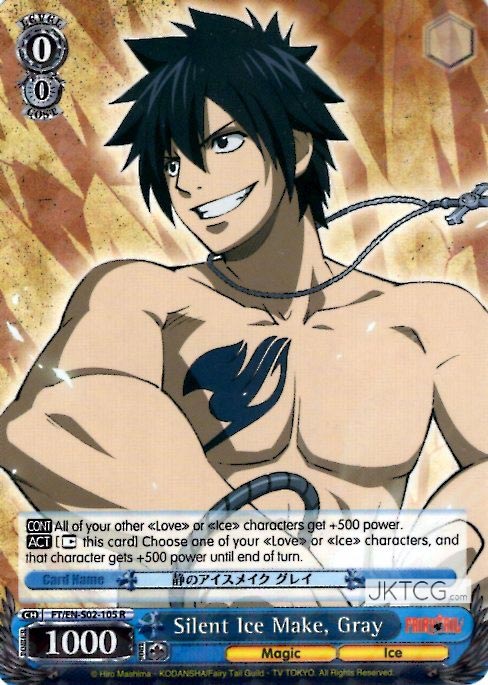 LEVEL
0
0
COST
CONT All of your other «Love» or «Ice» characters get +500 power.
ACT [ this card] Choose one of your «Love» or «Ice» characters, and
that character gets +500 power until end of turn.
Card Name 静のアイスメイク グレイ
JKTCG.com
CH FT/EN-S02-105 R
POWER 1000 SOUL
Silent Ice Make, Gray FAIRY TAIL
Magic Ice
© Hiro Mashima・KODANSHA/Fairy Tail Guild・TV TOKYO. All Rights Reserved.